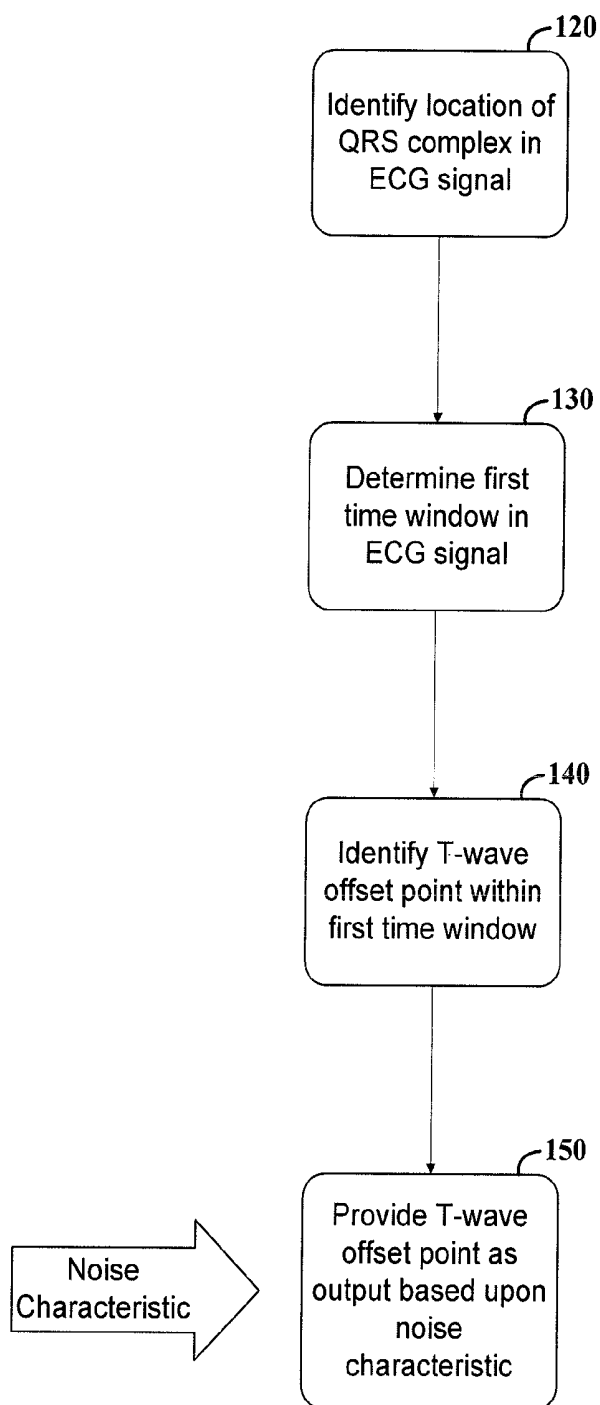 120
Identify location of
QRS complex in
ECG signal
130
Determine first
time window in
ECG signal
140
Identify T-wave
offset point within
first time window
150
Provide T-wave
offset point as
output based upon
noise
characteristic
Noise
Characteristic